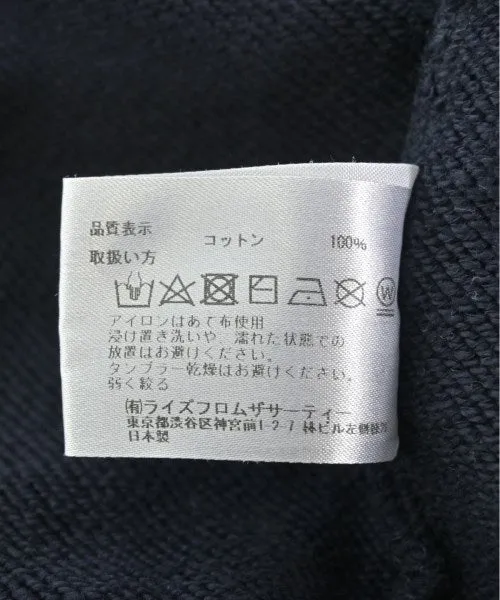 品質表示
コットン 100%
取扱い方
W
アイロンはあて布使用
浸け置き洗いや、濡れた状態での
放置はお避けください。
タンブラー乾燥はお避けください。
弱く絞る
(有)ライズフロムザサーティー
東京都渋谷区神宮前1-2-7 ビル左側
日本製